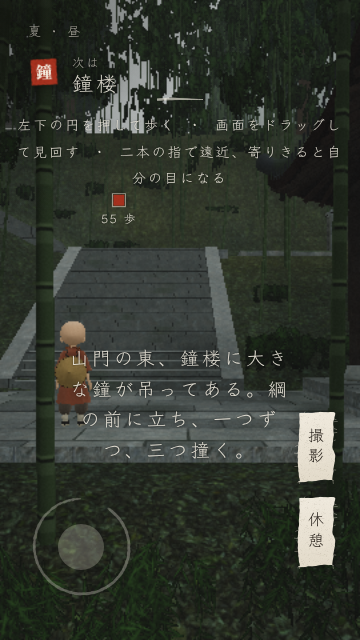 夏・昼
鐘
次は
鐘楼
左下の円を押して歩く ・ 画面をドラッグし
て見回す ・ 二本の指で遠近、寄りきると自
分の目になる
55 歩
山門の東、鐘楼に大き
な鐘が吊ってある。綱
の前に立ち、一つず
つ、三つ撞く。
撮影
休憩